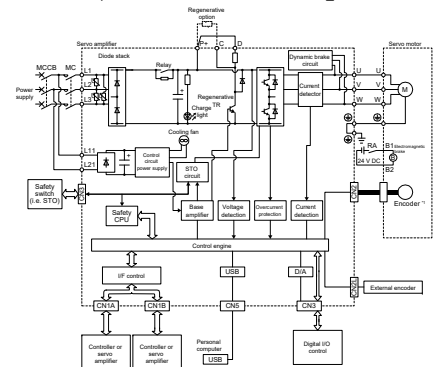 Regenerative
option
Servo amplifier
Servo motor
Diode stack
P+
C
D
Relay
Dynamic brake
circuit
MCCB
MC
L1
L2
L3
Power
supply
Regenerative
TR
Charge
light
Current
detector
U
V
W
U
V
W
M
Cooling fan
L11
L21
Control
circuit
power supply
STO
circuit
RA
B1
Electromagnetic
brake
B
24 V DC
B2
Safety
switch
(i.e. STO)
Safety
CPU
Base
amplifier
Voltage
detection
Overcurrent
protection
Current
detection
CN2
Encoder *1
Control engine
I/F control
USB
D/A
CN2L
External encoder
CN1A
CN1B
CN5
CN3
Controller or
servo
amplifier
Controller or
servo
amplifier
Personal
computer
USB
Digital I/O
control